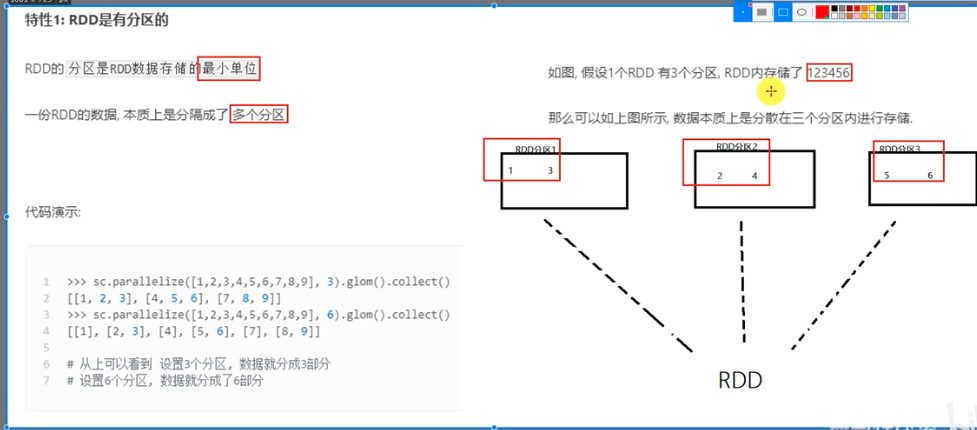 特性1: RDD是有分区的
RDD的 分区是RDD数据存储的最小单位
一份RDD的数据, 本质上是分隔成了 多个分区
代码演示:
1 >>> sc.parallelize([1,2,3,4,5,6,7,8,9], 3).glom().collect()
2 [[1, 2, 3], [4, 5, 6], [7, 8, 9]]
3 >>> sc.parallelize([1,2,3,4,5,6,7,8,9], 6).glom().collect()
4 [[1], [2, 3], [4], [5, 6], [7], [8, 9]]
5
6 # 从上可以看到 设置3个分区, 数据就分成3部分
7 # 设置6个分区, 数据就分成了6部分
如图, 假设1个RDD 有3个分区, RDD内存储了 123456
那么可以如上图所示, 数据本质上是分散在三个分区内进行存储.
RDD分区1
1 3
RDD分区2
2 4
RDD分区3
5 6
RDD